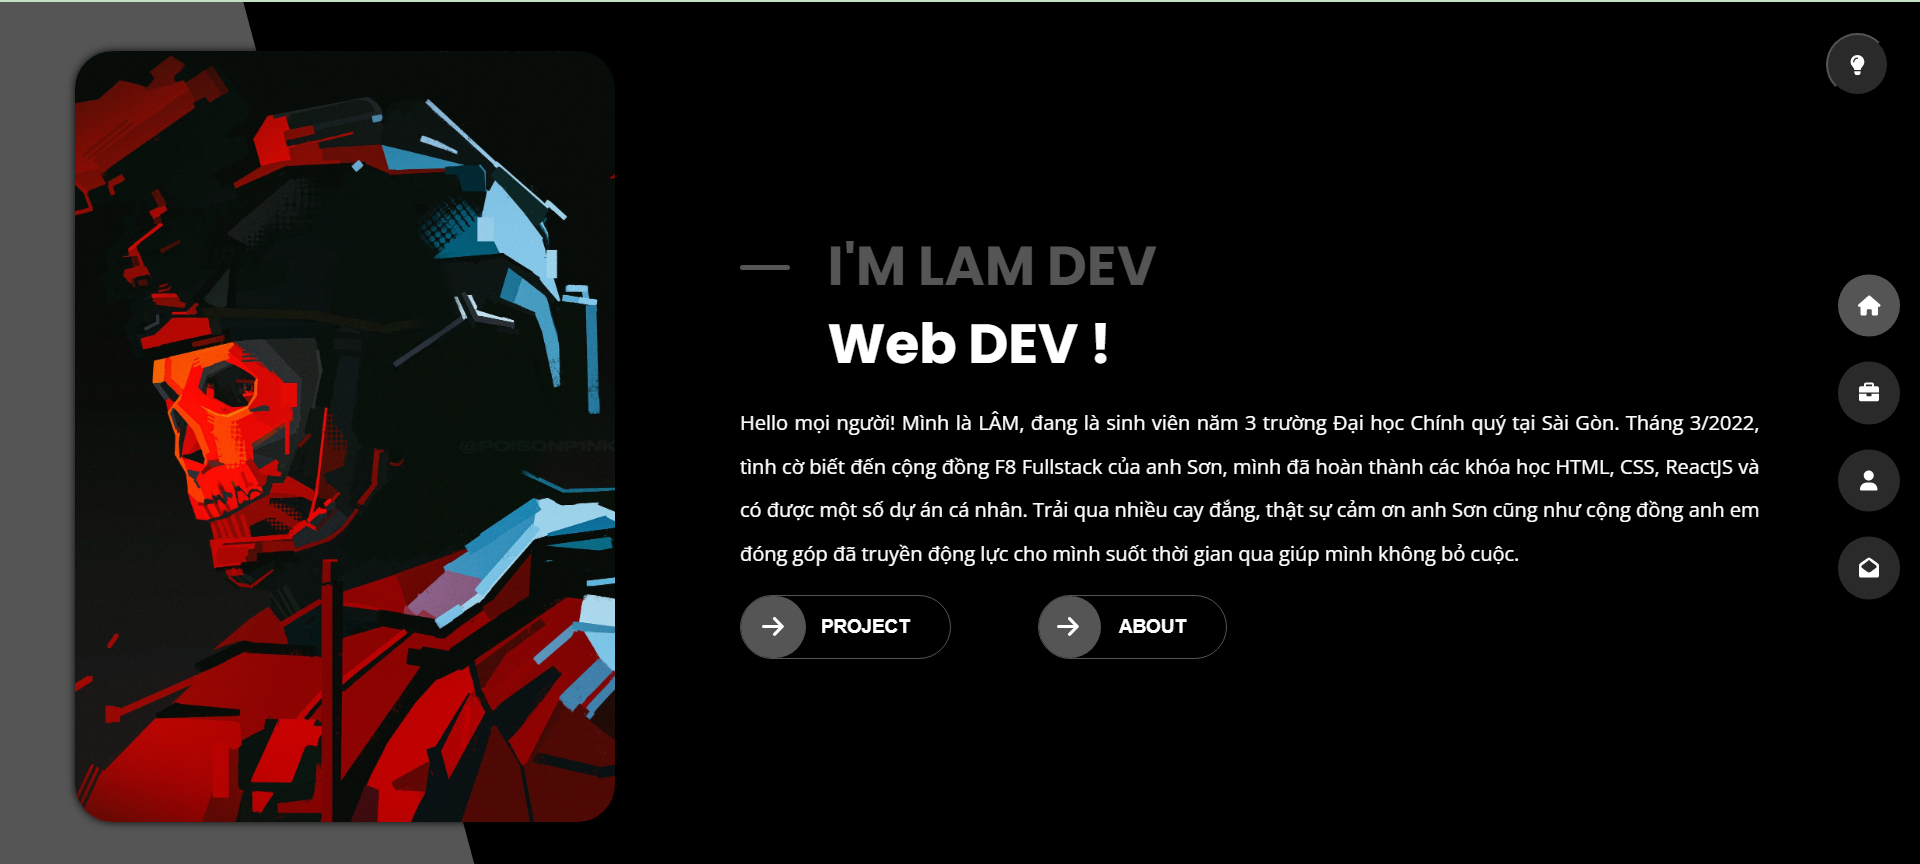 I'M LAM DEV
Web DEV !
Hello mọi người! Mình là LÂM, đang là sinh viên năm 3 trường Đại học Chính quý tại Sài Gòn. Tháng 3/2022,
tình cờ biết đến cộng đồng F8 Fullstack của anh Sơn, mình đã hoàn thành các khóa học HTML, CSS, ReactJS và
có được một số dự án cá nhân. Trải qua nhiều cay đắng, thật sự cảm ơn anh Sơn cũng như cộng đồng anh em
đóng góp đã truyền động lực cho mình suốt thời gian qua giúp mình không bỏ cuộc.
PROJECT
ABOUT